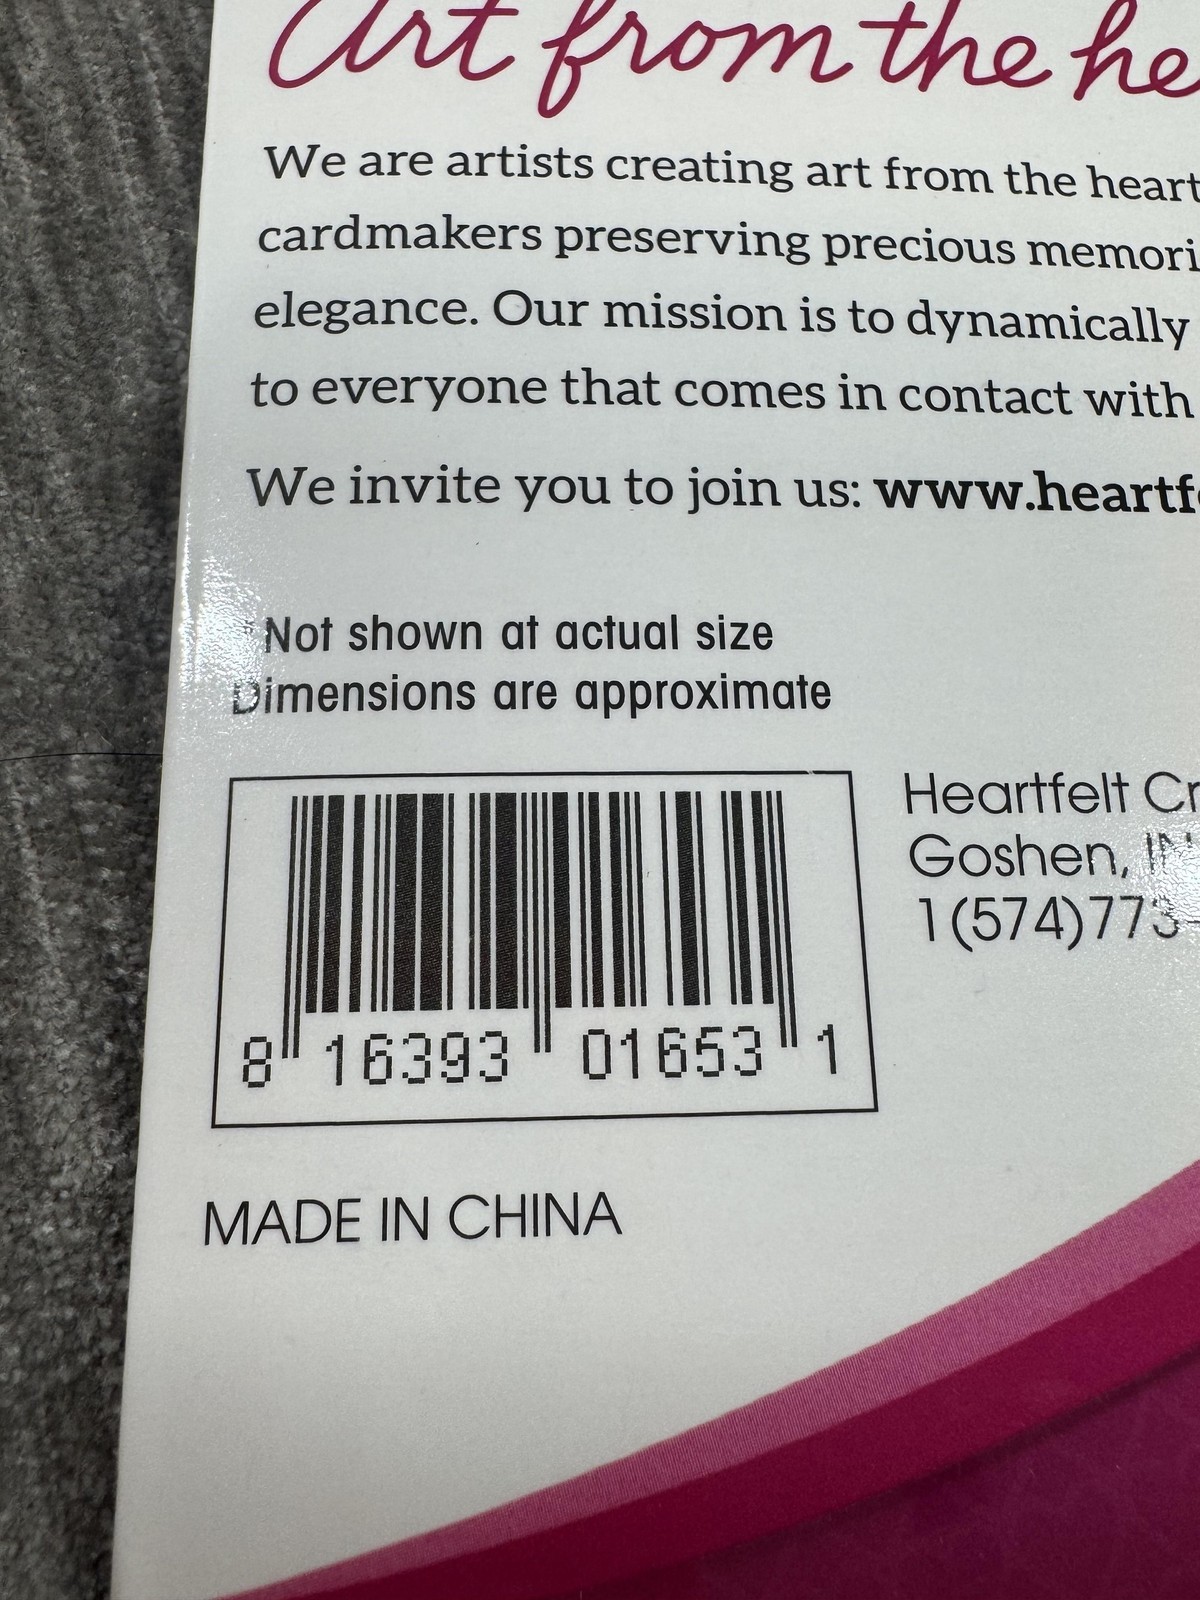 Art from the he
We are artists creating art from the heart
cardmakers preserving precious memori
elegance. Our mission is to dynamically
to everyone that comes in contact with
We invite you to join us: www.heartf
* Not shown at actual size
Dimensions are approximate
Heartfelt Cr
Goshen, IN
1(574)773-
8 16393 01653 1
MADE IN CHINA